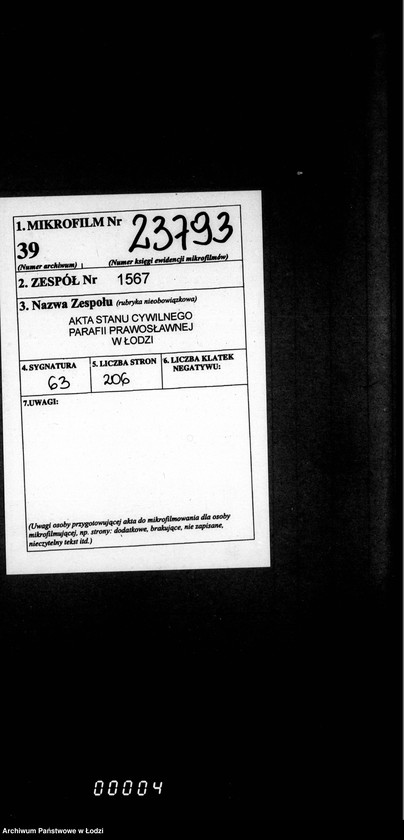 1. MIKROFILM Nr 23793
39
(Numer archiwum) (Numer księgi ewidencji mikrofilmów)
2. ZESPÓŁ Nr 1567
3. Nazwa Zespołu (rubryka nieobowiązkowa)
AKTA STANU CYWILNEGO
PARAFII PRAWOSŁAWNEJ
W ŁODZI
4. SYGNATURA 5. LICZBA STRON 6. LICZBA KLATEK
NEGATYWU:
63 206
7. UWAGI:
(Uwagi osoby przygotowującej akta do mikrofilmowania dla osoby
mikrofilmującej, np. strony: dodatkowe, brakujące, nie zapisane,
nieczytelny tekst itd.)
00004
Archiwum Państwowe w Łodzi